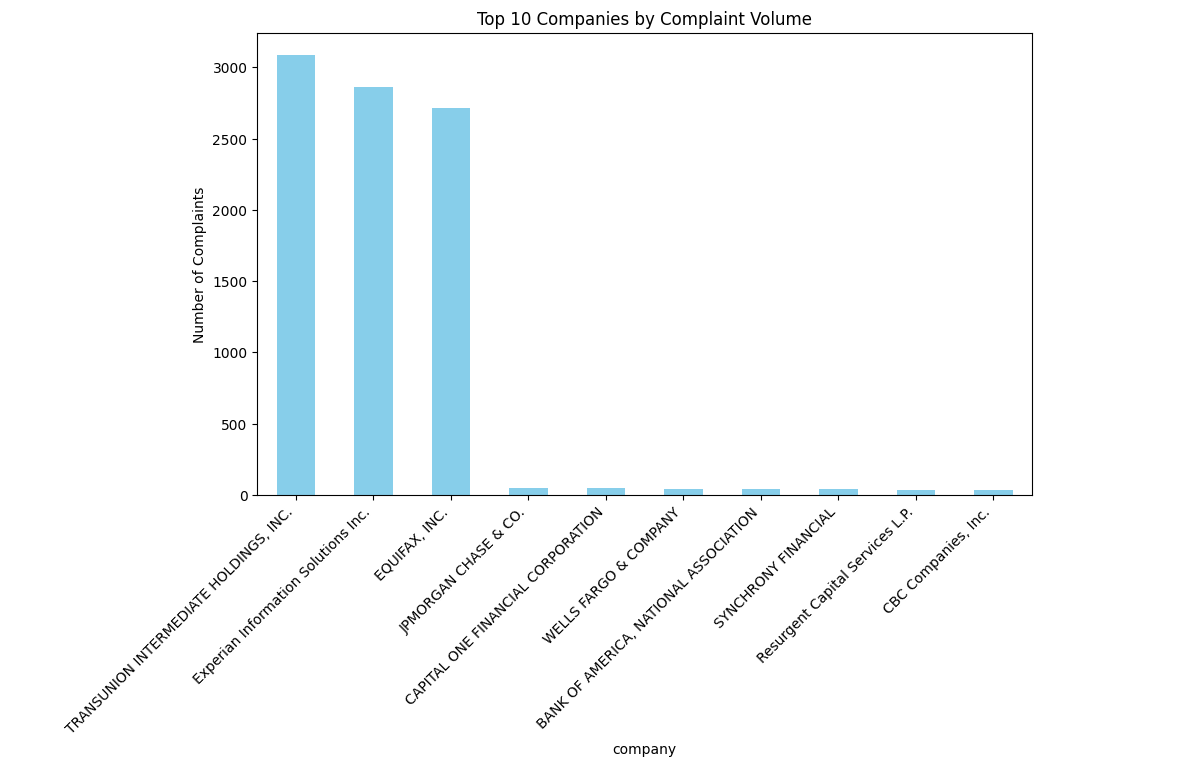 Top 10 Companies by Complaint Volume
Number of Complaints
3000
2500
2000
1500
1000
500
0
TRANSUNION INTERMEDIATE HOLDINGS, INC.
Experian Information Solutions Inc.
EQUIFAX, INC.
JPMORGAN CHASE & CO.
CAPITAL ONE FINANCIAL CORPORATION
WELLS FARGO & COMPANY
BANK OF AMERICA, NATIONAL ASSOCIATION
SYNCHRONY FINANCIAL
Resurgent Capital Services L.P.
CBC Companies, Inc.
company